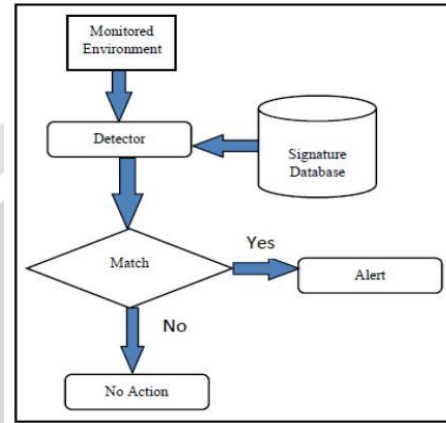 Monitored
Environment
Detector
Signature
Database
Match
Yes
Alert
No
No Action